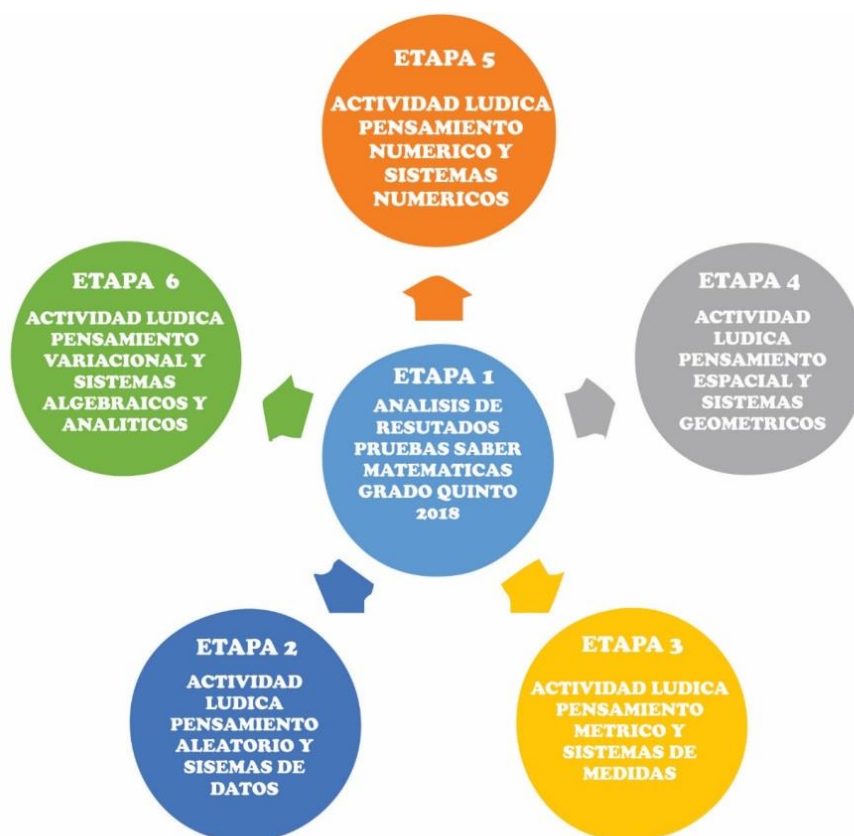 ETAPA 5
ACTIVIDAD LUDICA
PENSAMIENTO
NUMERICO Y
SISTEMAS
NUMERICOS
ETAPA 6
ACTIVIDAD LUDICA
PENSAMIENTO
VARIACIONAL Y
SISTEMAS
ALGEBRAICOS Y
ANALITICOS
ETAPA 4
ACTIVIDAD
LUDICA
PENSAMIENTO
ESPACIAL Y
SISTEMAS
GEOMETRICOS
ETAPA 1
ANALISIS DE
RESUTADOS
PRUEBAS SABER
MATEMATICAS
GRADO QUINTO
2018
ETAPA 2
ACTIVIDAD
LUDICA
PENSAMIENTO
ALEATORIO Y
SISEMAS DE
DATOS
ETAPA 3
ACTIVIDAD LUDICA
PENSAMIENTO
METRICO Y
SISTEMAS DE
MEDIDAS